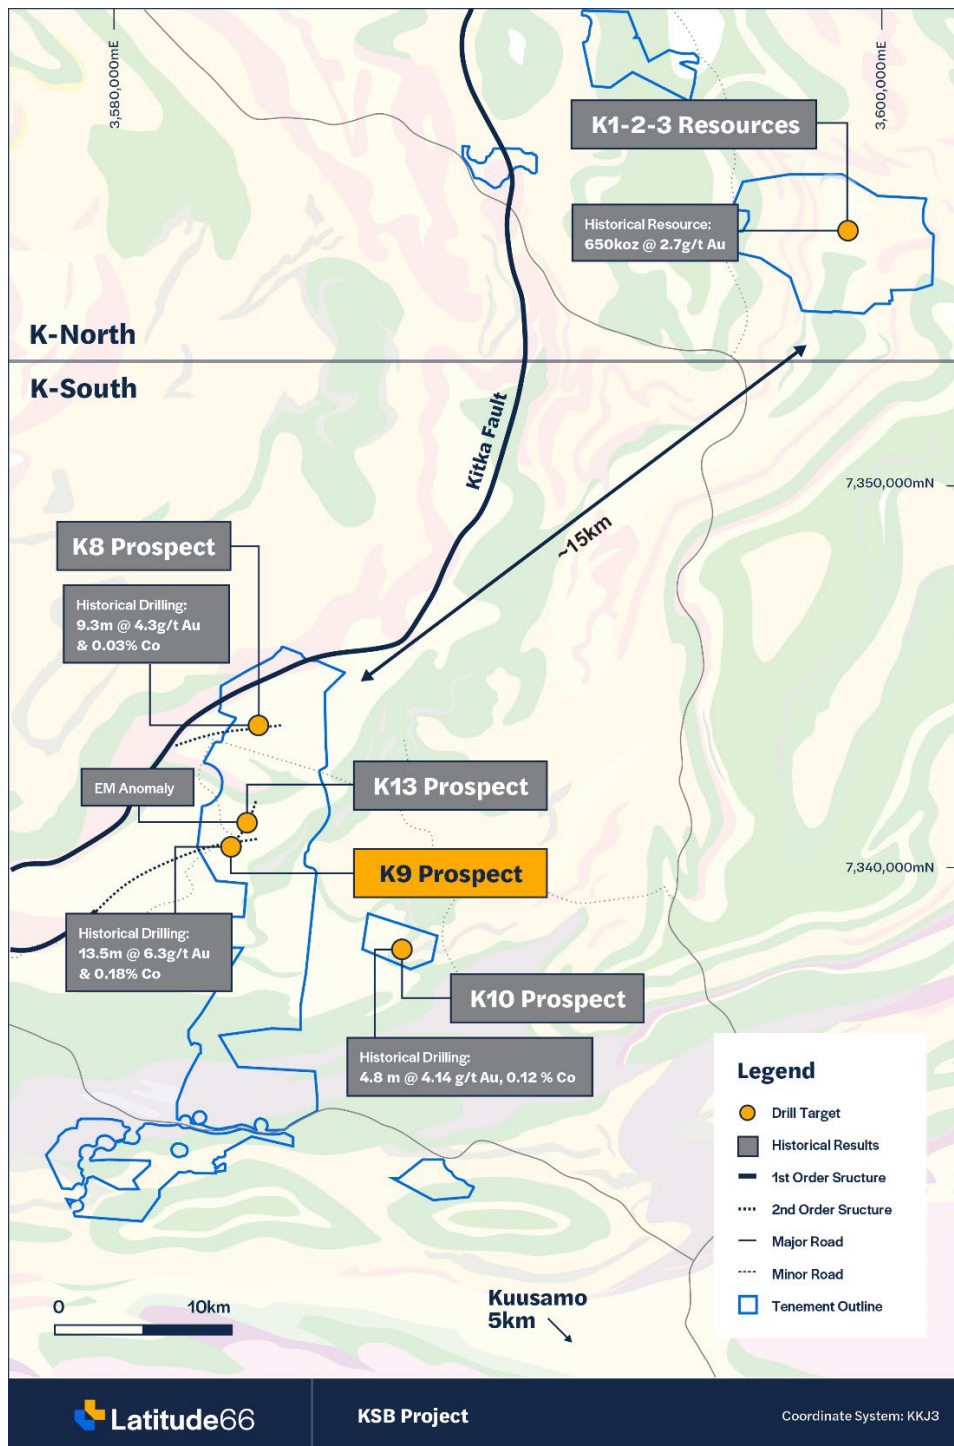 3,580,000mE
3,600,000mE
K1-2-3 Resources
Historical Resource:
650koz @ 2.7g/t Au
K-North
K-South
Kitka Fault
7,350,000mN
~15km
K8 Prospect
Historical Drilling:
9.3m @ 4.3g/t Au
& 0.03% Co
EM Anomaly
K13 Prospect
K9 Prospect
7,340,000mN
Historical Drilling:
13.5m @ 6.3g/t Au
& 0.18% Co
K10 Prospect
Historical Drilling:
4.8 m @ 4.14 g/t Au, 0.12 % Co
Legend
Drill Target
Historical Results
1st Order Sructure
2nd Order Sructure
Major Road
Minor Road
Tenement Outline
0 10km
Kuusamo
5km
Latitude66
KSB Project
Coordinate System: KKJ3